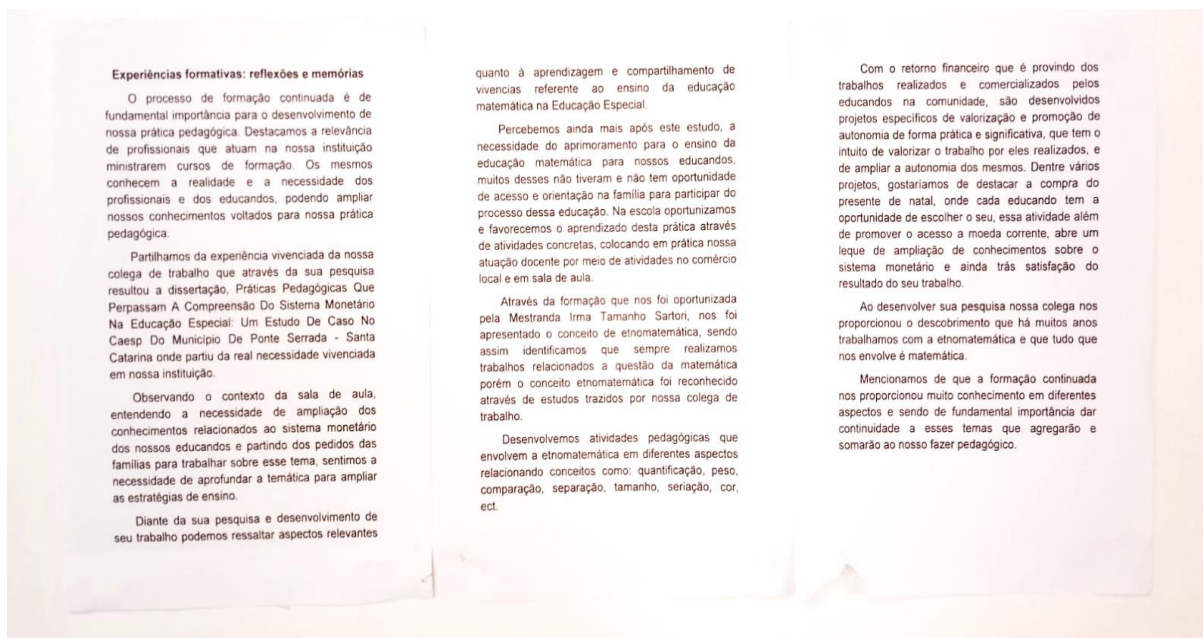 Experiências formativas: reflexões e memórias
O processo de formação continuada é de
fundamental importância para o desenvolvimento de
nossa prática pedagógica. Destacamos a relevância
de profissionais que atuam na nossa instituição
ministrarem cursos de formação. Os mesmos
conhecem a realidade e a necessidade dos
profissionais e dos educandos, podendo ampliar
nossos conhecimentos voltados para nossa prática
pedagógica.
Partilhamos da experiência vivenciada da nossa
colega de trabalho que através da sua pesquisa
resultou a dissertação, Práticas Pedagógicas Que
Perpassam A Compreensão Do Sistema Monetário
Na Educação Especial: Um Estudo De Caso No
Caesp Do Município De Ponte Serrada - Santa
Catarina onde partiu da real necessidade vivenciada
em nossa instituição.
Observando o contexto da sala de aula,
entendendo a necessidade de ampliação dos
conhecimentos relacionados ao sistema monetário
dos nossos educandos e partindo dos pedidos das
famílias para trabalhar sobre esse tema, sentimos a
necessidade de aprofundar a temática para ampliar
as estratégias de ensino.
Diante da sua pesquisa e desenvolvimento de
seu trabalho podemos ressaltar aspectos relevantes
quanto á aprendizagem e compartilhamento de
vivencias referente ao ensino da educação
matemática na Educação Especial.
Percebemos ainda mais após este estudo, a
necessidade do aprimoramento para o ensino da
educação matemática para nossos educandos,
muitos desses não tiveram e não tem oportunidade
de acesso e orientação na família para participar do
processo dessa educação. Na escola oportunizamos
e favorecemos o aprendizado desta prática através
de atividades concretas, colocando em prática nossa
atuação docente por meio de atividades no comércio
local e em sala de aula.
Através da formação que nos foi oportunizada
pela Mestranda Irma Tamanho Sartori, nos foi
apresentado o conceito de etnomatemática, sendo
assim identificamos que sempre realizamos
trabalhos relacionados a questão da matemática
porém o conceito etnomatemática foi reconhecido
através de estudos trazidos por nossa colega de
trabalho.
Desenvolvemos atividades pedagógicas que
envolvem a etnomatemática em diferentes aspectos
relacionando conceitos como: quantificação, peso,
comparação, separação, tamanho, seriação, cor,
ect.
Com o retorno financeiro que é provindo dos
trabalhos realizados e comercializados pelos
educandos na comunidade, são desenvolvidos
projetos específicos de valorização e promoção de
autonomia de forma prática e significativa, que tem o
intuito de valorizar o trabalho por eles realizados, e
de ampliar a autonomia dos mesmos. Dentre vários
projetos, gostaríamos de destacar a compra do
presente de natal, onde cada educando tem a
oportunidade de escolher o seu, essa atividade além
de promover o acesso a moeda corrente, abre um
leque de ampliação de conhecimentos sobre o
sistema monetário e ainda trás satisfação do
resultado do seu trabalho.
Ao desenvolver sua pesquisa nossa colega nos
proporcionou o descobrimento que há muitos anos
trabalhamos com a etnomatemática e que tudo que
nos envolve é matemática.
Mencionamos de que a formação continuada
nos proporcionou muito conhecimento em diferentes
aspectos e sendo de fundamental importância dar
continuidade a esses temas que agregarão e
somarão ao nosso fazer pedagógico.